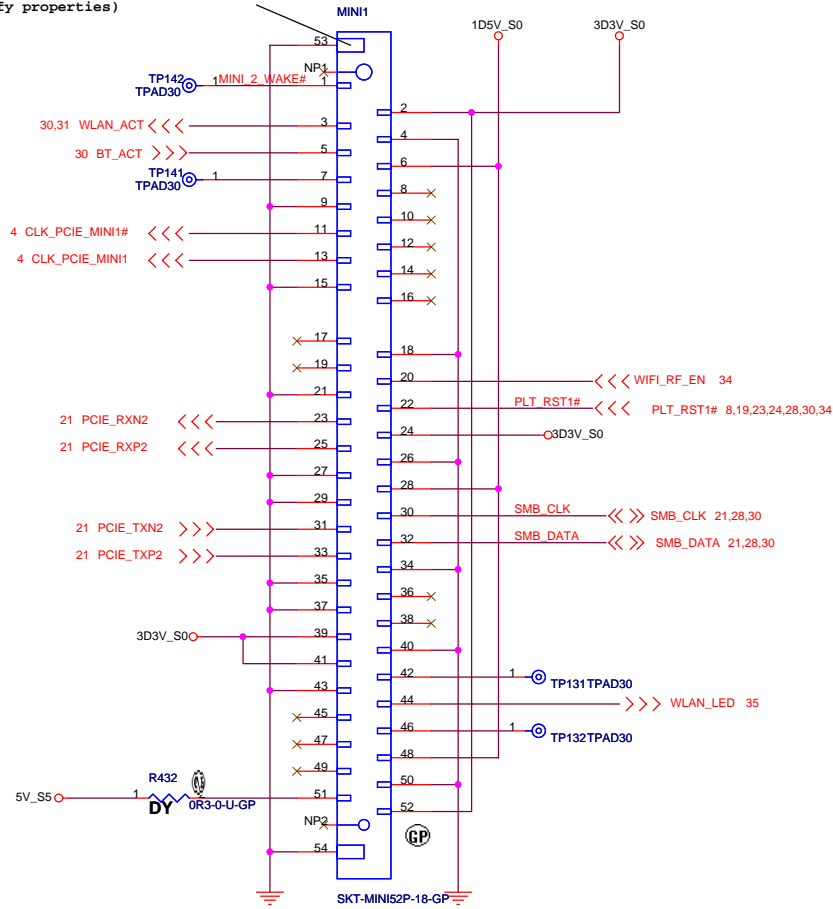 fy properties)
MINI1
1D5V_S0 3D3V_S0
53
NP1
TP142
TPAD30
1 MINI_2_WAKE# 1
2
30,31 WLAN_ACT 3
4
30 BT_ACT 5
6
TP141
TPAD30
1 7
8
9
10
4 CLK_PCIE_MINI1# 11
12
4 CLK_PCIE_MINI1 13
14
15
16
17
18
19
20 WIFI_RF_EN 34
21
22 PLT_RST1# PLT_RST1# 8,19,23,24,28,30,34
21 PCIE_RXN2 23
24 3D3V_S0
21 PCIE_RXP2 25
26
27
28
29
30 SMB_CLK SMB_CLK 21,28,30
21 PCIE_TXN2 31
32 SMB_DATA SMB_DATA 21,28,30
21 PCIE_TXP2 33
34
35
36
37
38
3D3V_S0 39
40
41
42 1 TP131TPAD30
43
44 WLAN_LED 35
45
46 1 TP132TPAD30
47
48
49
50
R432
5V_S5 1 2 51
DY 0R3-0-U-GP
52
NP2
GP
54
SKT-MINI52P-18-GP